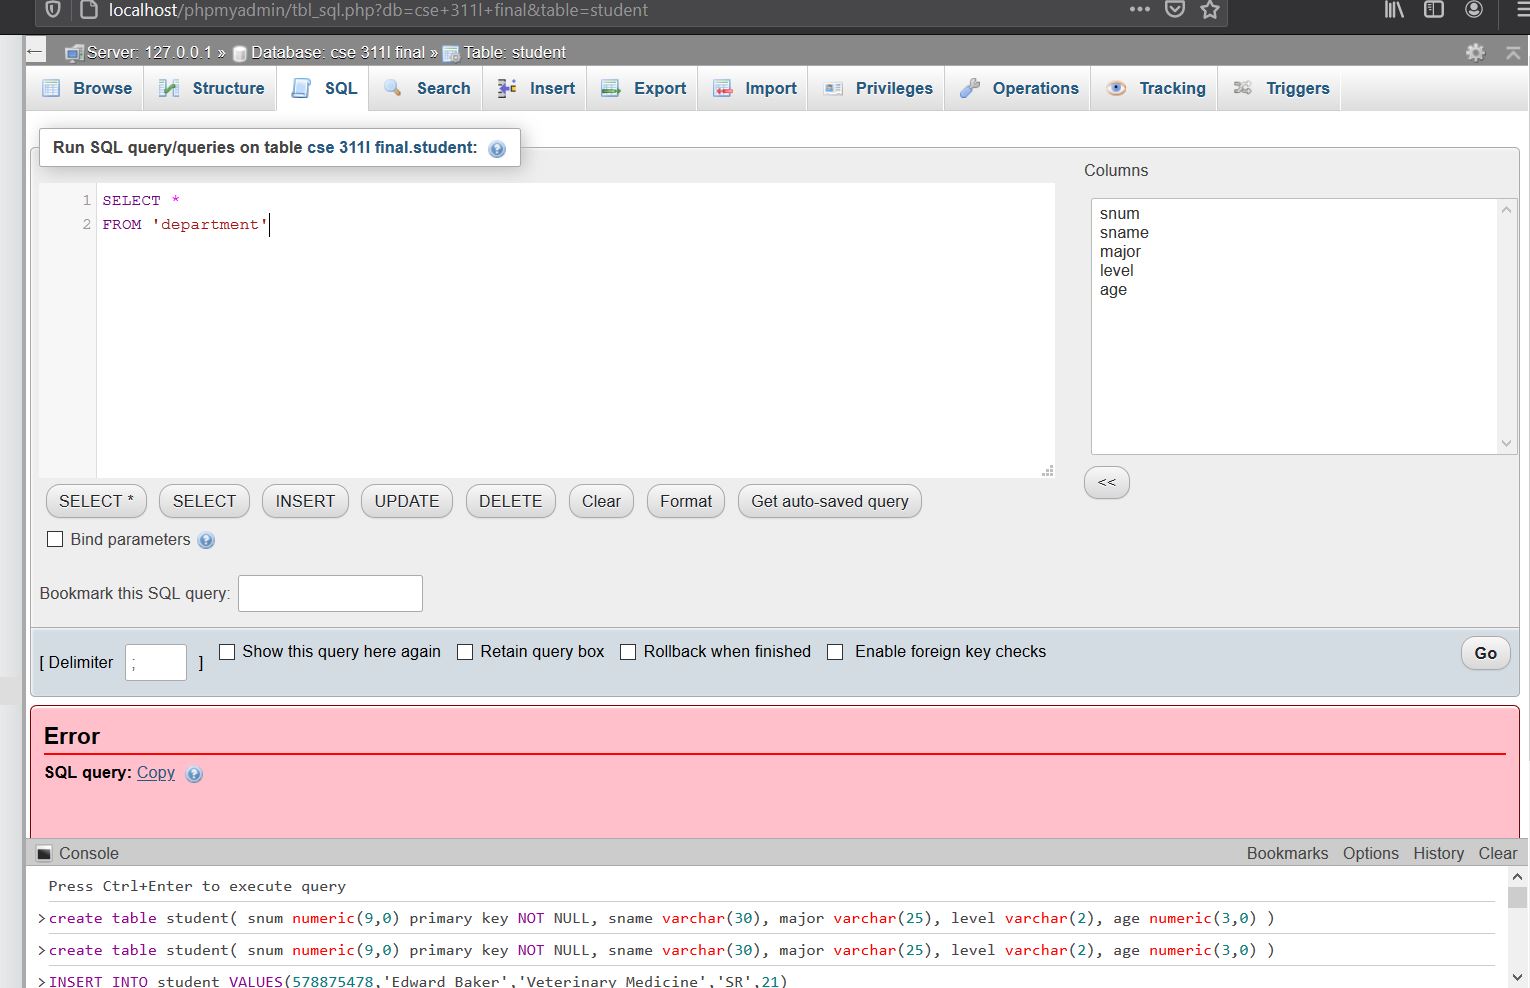 localhost/phpmyadmin/tbl_sql.php?db=cse+311l+final&table=student
Server: 127.0.0.1 » Database: cse 311l final » Table: student
Browse Structure SQL Search Insert Export Import Privileges Operations Tracking Triggers
Run SQL query/queries on table cse 311l final.student:
Columns
1 SELECT *
2 FROM 'department'
snum
sname
major
level
age
<<
SELECT * SELECT INSERT UPDATE DELETE Clear Format Get auto-saved query
Bind parameters
Bookmark this SQL query:
[ Delimiter ; ] Show this query here again Retain query box Rollback when finished Enable foreign key checks Go
Error
SQL query: Copy
Console Bookmarks Options History Clear
Press Ctrl+Enter to execute query
>create table student( snum numeric(9,0) primary key NOT NULL, sname varchar(30), major varchar(25), level varchar(2), age numeric(3,0) )
>create table student( snum numeric(9,0) primary key NOT NULL, sname varchar(30), major varchar(25), level varchar(2), age numeric(3,0) )
>INSERT INTO student VALUES(578875478,'Edward Baker','Veterinary Medicine','SR',21)